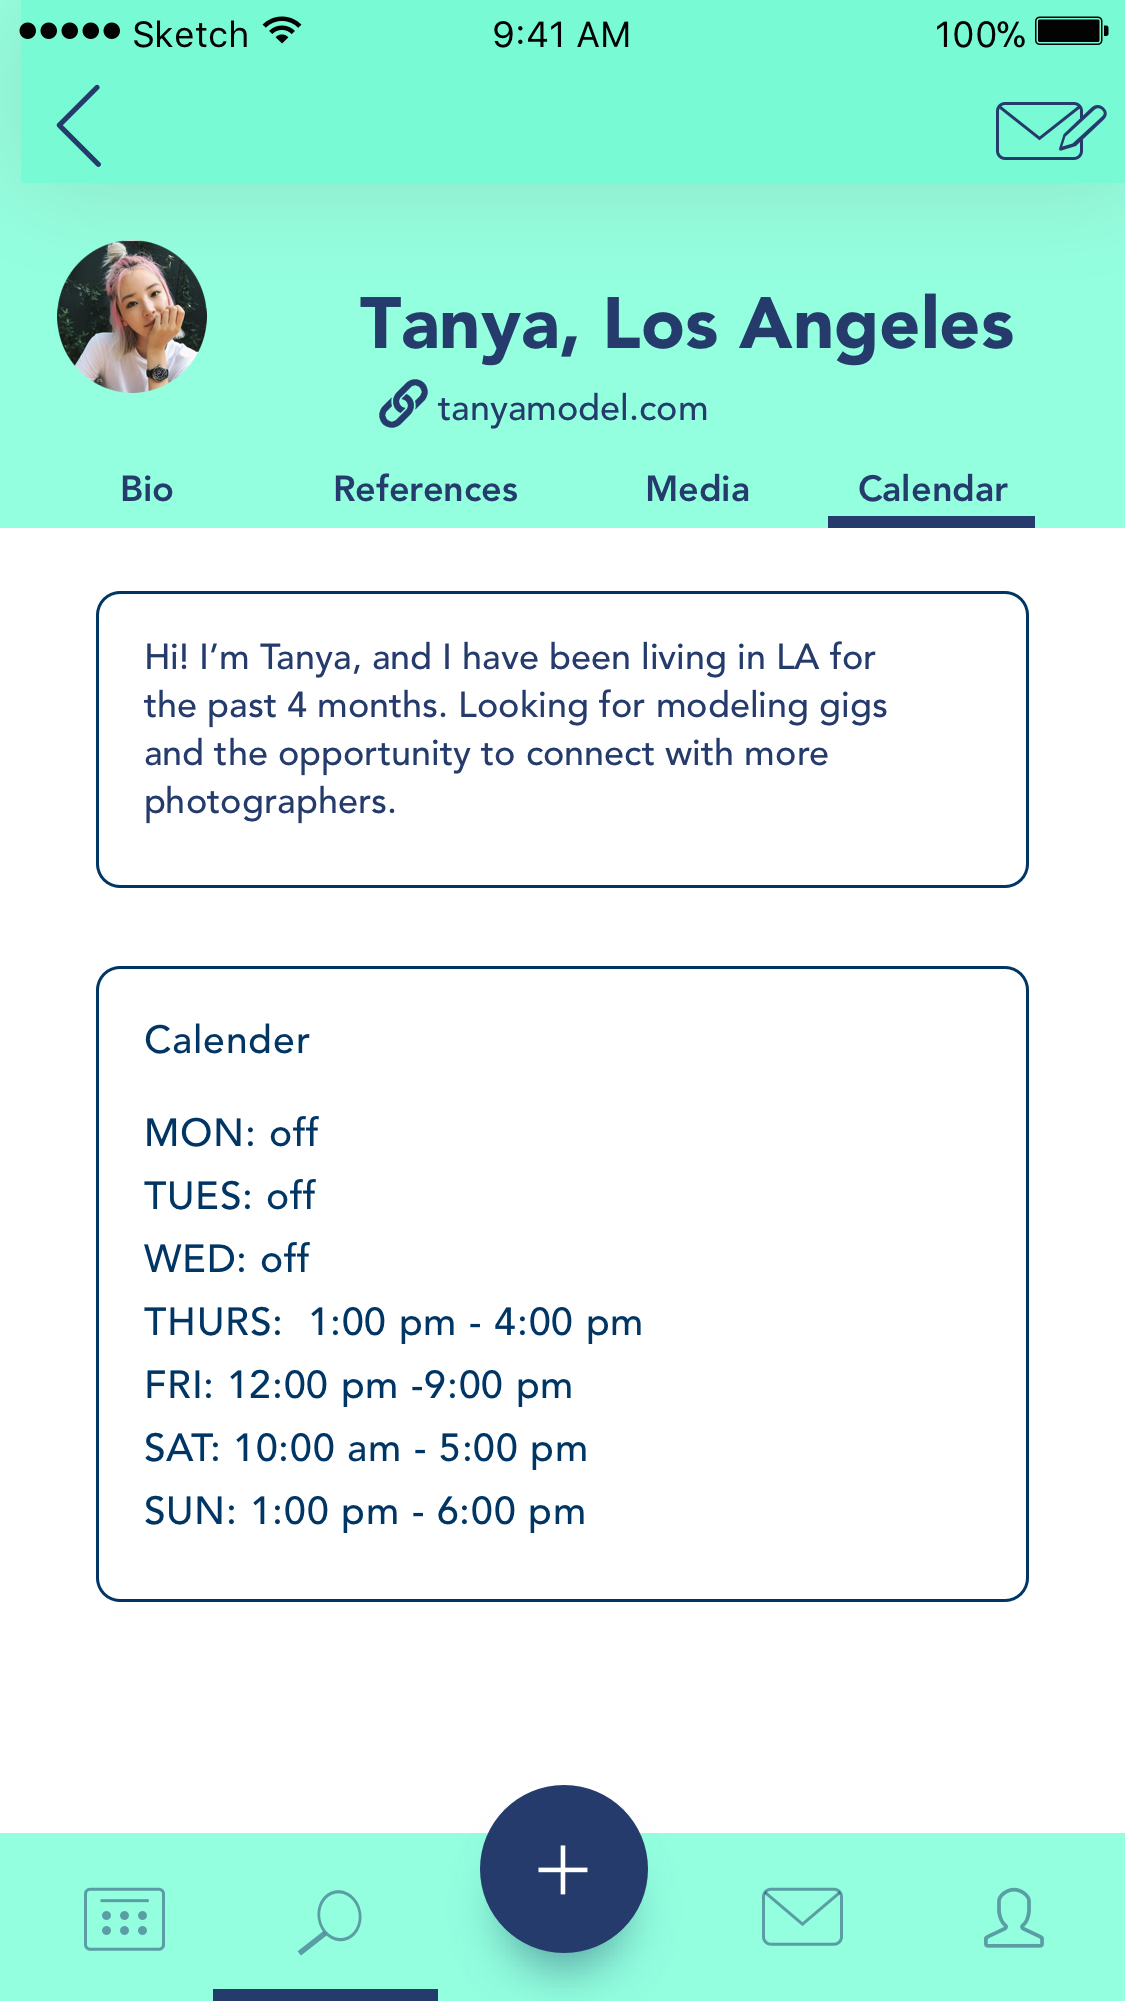 Sketch 9:41 AM 100%
Tanya, Los Angeles
tanyamodel.com
Bio References Media Calendar
Hi! I’m Tanya, and I have been living in LA for
the past 4 months. Looking for modeling gigs
and the opportunity to connect with more
photographers.
Calender
MON: off
TUES: off
WED: off
THURS:  1:00 pm - 4:00 pm
FRI: 12:00 pm -9:00 pm
SAT: 10:00 am - 5:00 pm
SUN: 1:00 pm - 6:00 pm